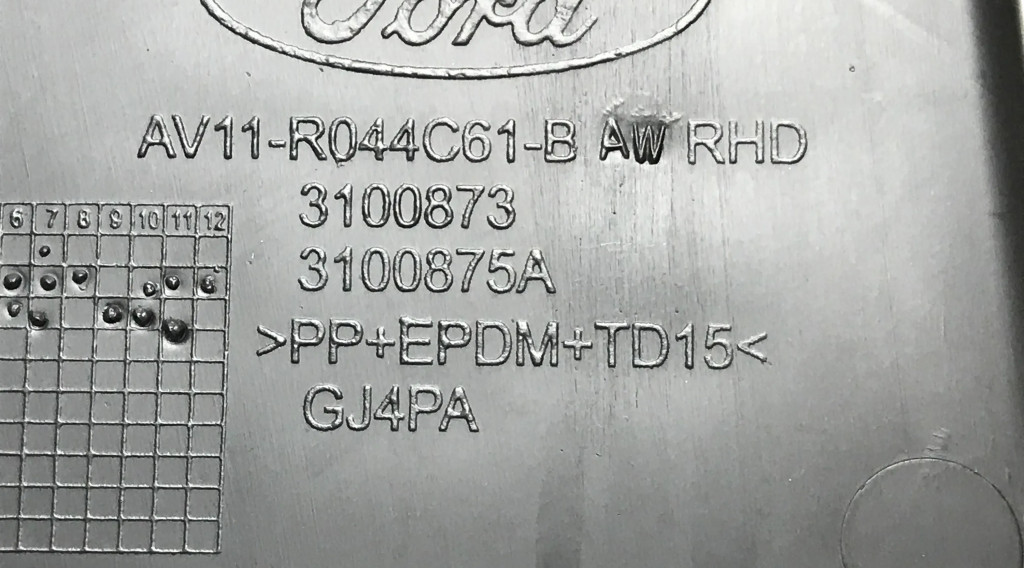 Ford
AV11-R044C61-B AW RHD
3100873
3100875A
>PP+EPDM+TD15<
GJ4PA
6 7 8 9 10 11 12